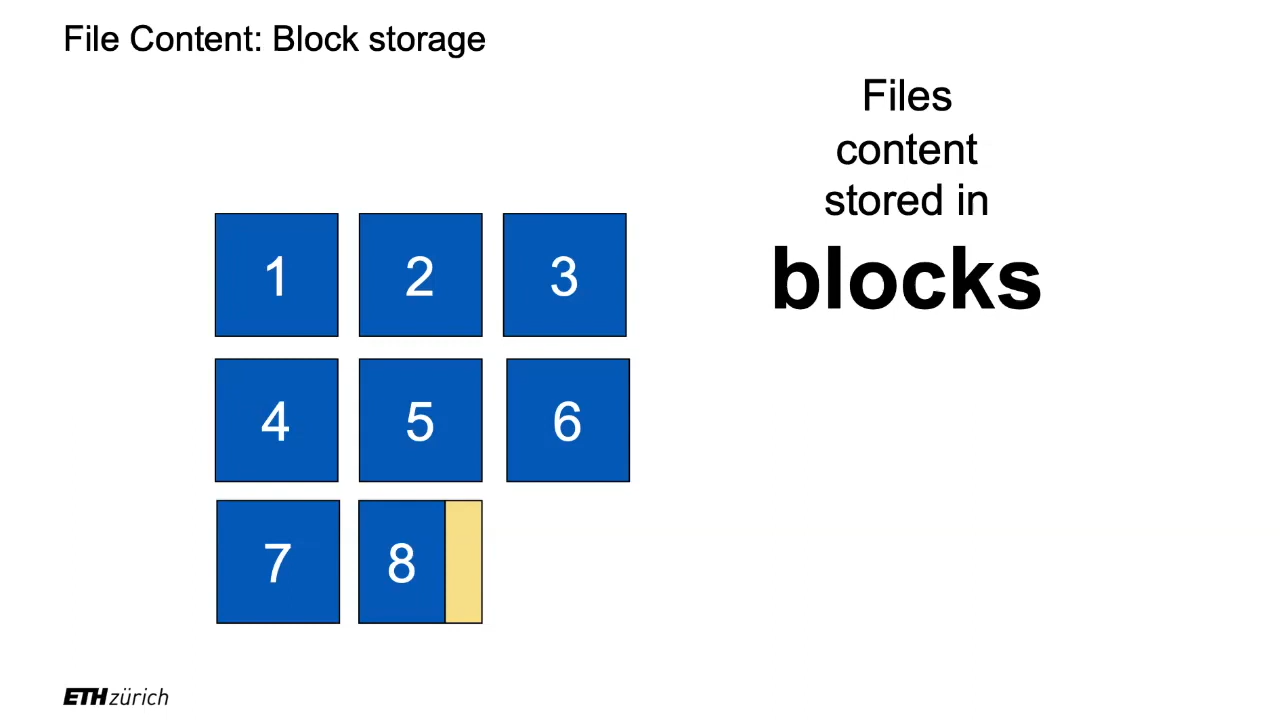 File Content: Block storage
Files
content
stored in
blocks
1 2 3
4 5 6
7 8
ETH zürich